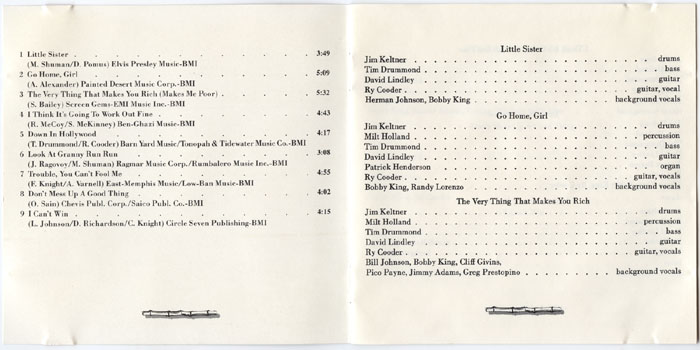 1 Little Sister . . . . . . . . . . . . 3:49
(M. Shuman/D. Pomus) Elvis Presley Music-BMI
2 Go Home, Girl . . . . . . . . . . . . 5:09
(A. Alexander) Painted Desert Music Corp.-BMI
3 The Very Thing That Makes You Rich (Makes Me Poor) . . . . . 5:32
(S. Bailey) Screen Gems-EMI Music Inc.-BMI
4 I Think It's Going To Work Out Fine . . . . . . . 4:43
(R. McCoy/S. McKinney) Ben-Ghazi Music-BMI
5 Down In Hollywood . . . . . . . . . . . 4:17
(T. Drummond/R. Cooder) Barn Yard Music/Tonopah & Tidewater Music Co.-BMI
6 Look At Granny Run Run . . . . . . . . . . 3:08
(J. Ragovoy/M. Shuman) Ragmar Music Corp./Rumbalero Music Inc.-BMI
7 Trouble, You Can't Fool Me . . . . . . . . . 4:55
(F. Knight/A. Varnell) East-Memphis Music/Low-Ban Music-BMI
8 Don't Mess Up A Good Thing . . . . . . . . . 4:02
(O. Sain) Chevis Publ. Corp./Saico Publ. Co.-BMI
9 I Can't Win . . . . . . . . . . . . 4:15
(L. Johnson/D. Richardson/C. Knight) Circle Seven Publishing-BMI
Little Sister
Jim Keltner . . . . . . . . . . . . drums
Tim Drummond . . . . . . . . . . . . bass
David Lindley . . . . . . . . . . . . guitar
Ry Cooder . . . . . . . . . . . . guitar, vocal
Herman Johnson, Bobby King . . . . . . . . background vocals
Go Home, Girl
Jim Keltner . . . . . . . . . . . . drums
Milt Holland . . . . . . . . . . . . percussion
Tim Drummond . . . . . . . . . . . . bass
David Lindley . . . . . . . . . . . . guitar
Patrick Henderson . . . . . . . . . . . organ
Ry Cooder . . . . . . . . . . . . guitar, vocals
Bobby King, Randy Lorenzo . . . . . . . . background vocals
The Very Thing That Makes You Rich
Jim Keltner . . . . . . . . . . . . drums
Milt Holland . . . . . . . . . . . . percussion
Tim Drummond . . . . . . . . . . . . bass
David Lindley . . . . . . . . . . . . guitar
Ry Cooder . . . . . . . . . . . . guitar, vocals
Bill Johnson, Bobby King, Cliff Givins,
Pico Payne, Jimmy Adams, Greg Prestopino . . . . . background vocals